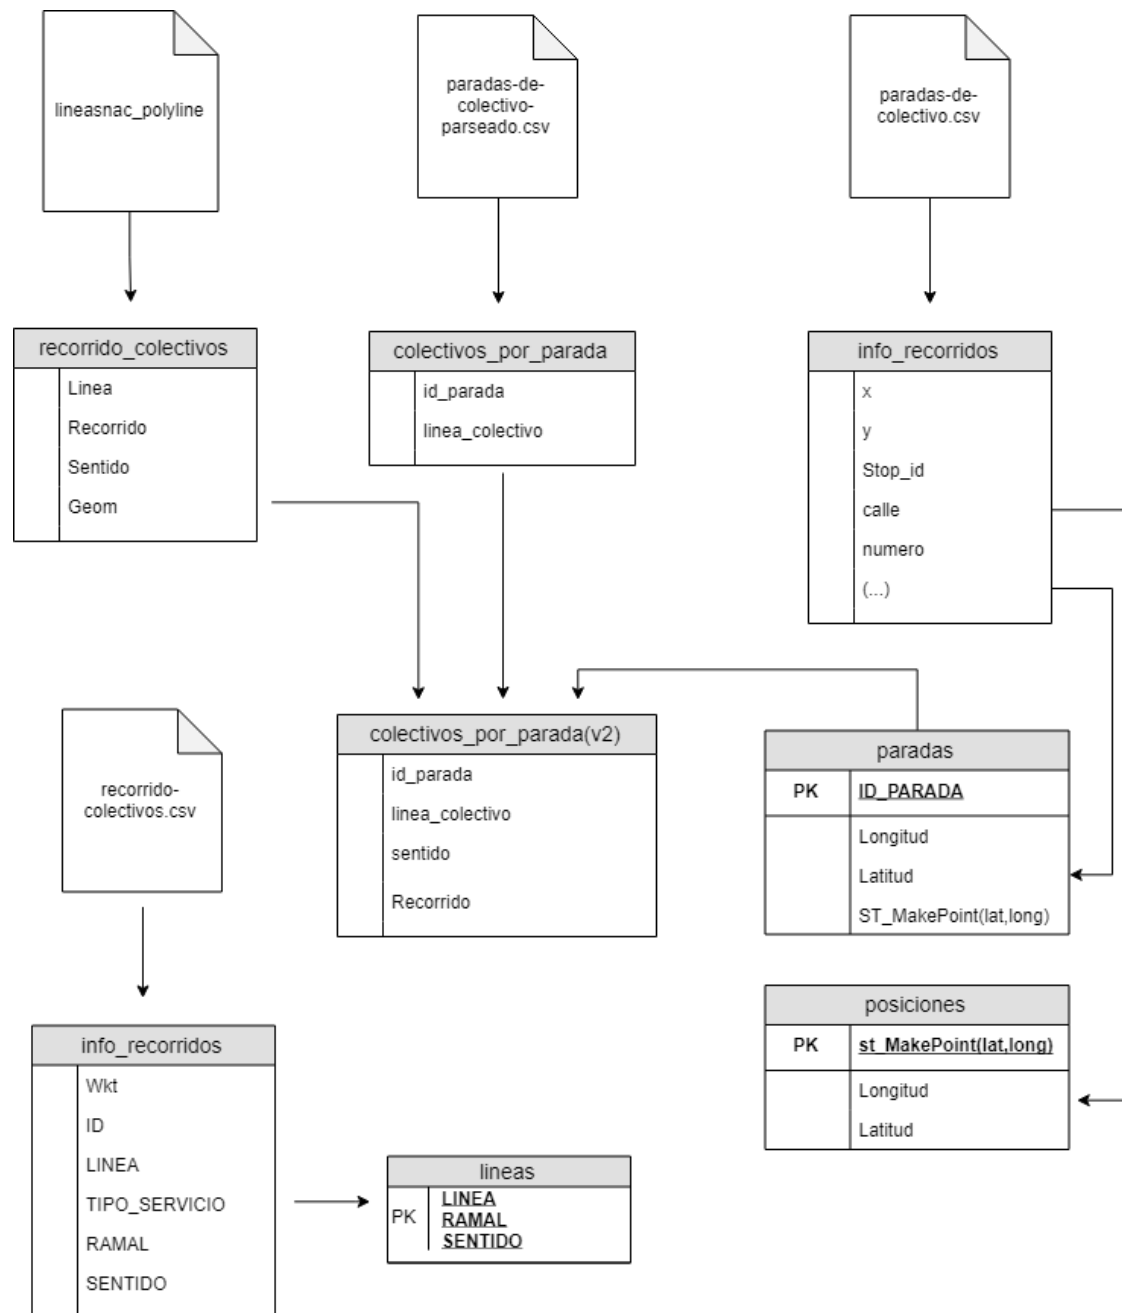 lineasnac_polyline
paradas-de-
colectivo-
parseado.csv
paradas-de-
colectivo.csv
recorrido_colectivos
Linea
Recorrido
Sentido
Geom
colectivos_por_parada
id_parada
linea_colectivo
info_recorridos
x
y
Stop_id
calle
numero
(...)
recorrido-
colectivos.csv
colectivos_por_parada(v2)
id_parada
linea_colectivo
sentido
Recorrido
paradas
PK ID_PARADA
Longitud
Latitud
ST_MakePoint(lat,long)
posiciones
PK st_MakePoint(lat,long)
Longitud
Latitud
info_recorridos
Wkt
ID
LINEA
TIPO_SERVICIO
RAMAL
SENTIDO
lineas
PK
LINEA
RAMAL
SENTIDO